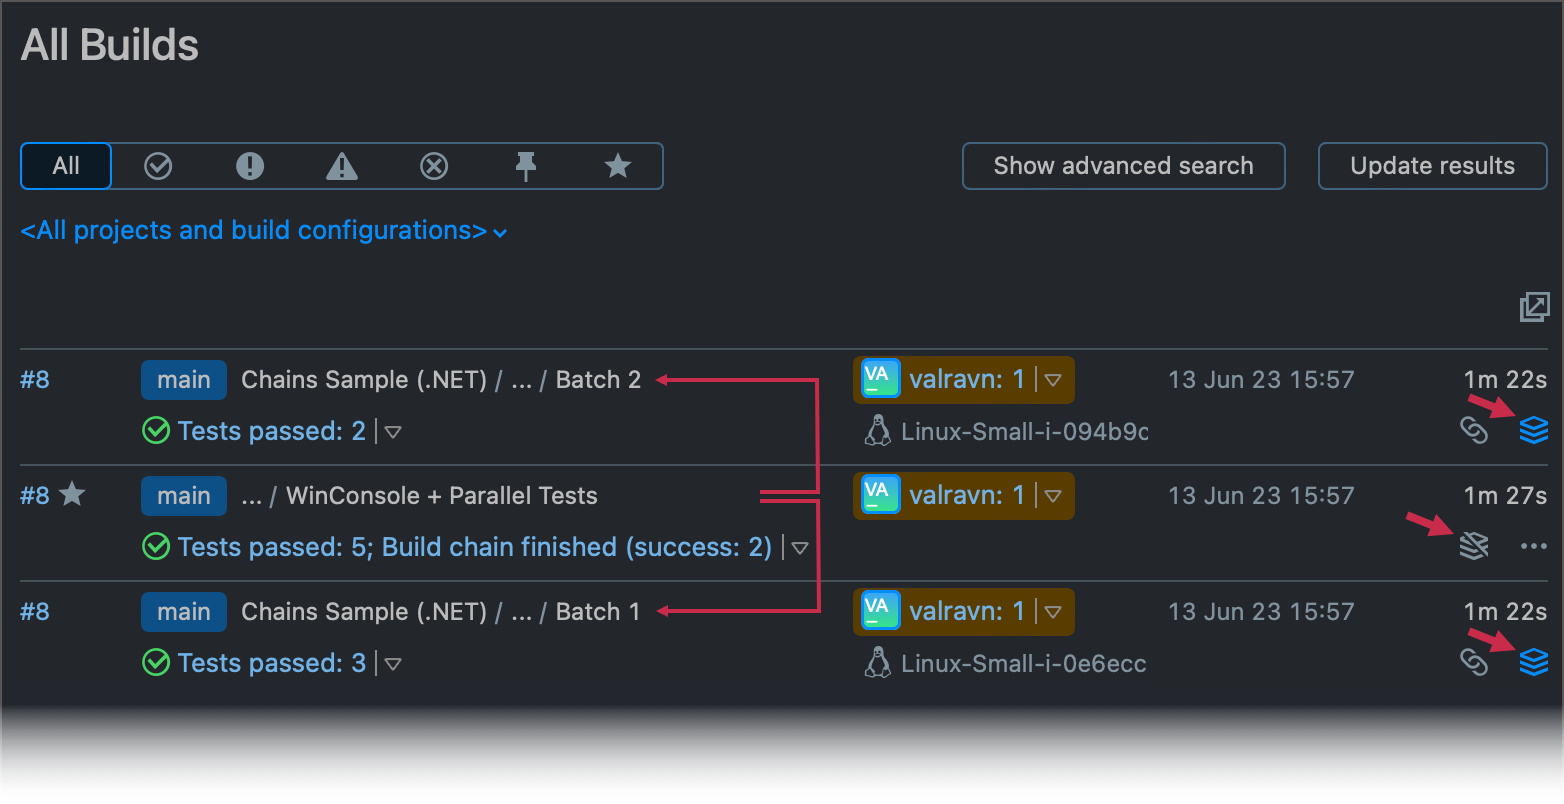 All Builds
All
Show advanced search
Update results
<All projects and build configurations>
#8
main
Chains Sample (.NET) / ... / Batch 2
VA
valravn: 1
13 Jun 23 15:57
1m 22s
Tests passed: 2
Linux-Small-i-094b9c
#8
main
... / WinConsole + Parallel Tests
VA
valravn: 1
13 Jun 23 15:57
1m 27s
Tests passed: 5; Build chain finished (success: 2)
#8
main
Chains Sample (.NET) / ... / Batch 1
VA
valravn: 1
13 Jun 23 15:57
1m 22s
Tests passed: 3
Linux-Small-i-0e6ecc